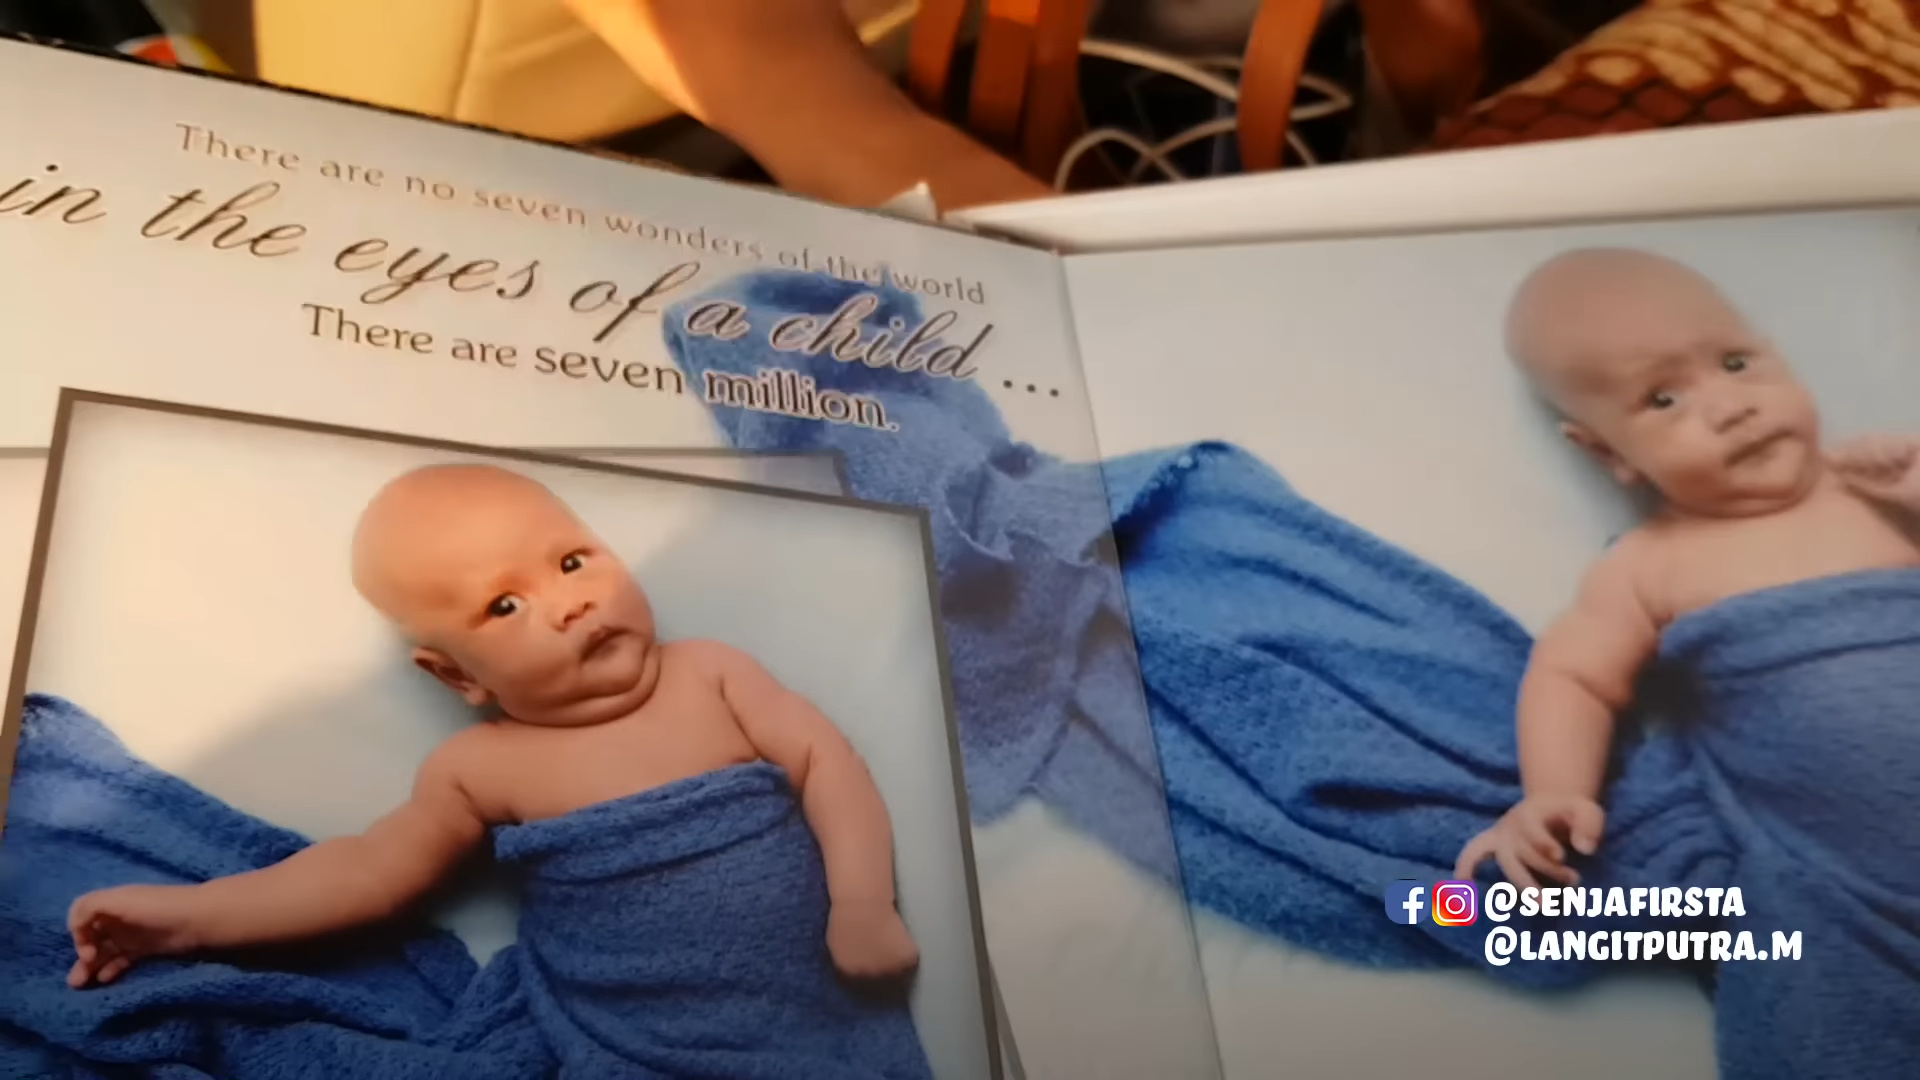 There are no seven wonders of the world
in the eyes of a child ...
There are seven million.
@SENJAFIRSTA
@LANGITPUTRA.M